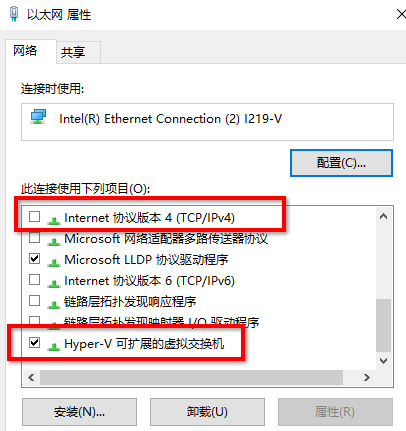 以太网 属性
网络
共享
连接时使用:
Intel(R) Ethernet Connection (2) I219-V
配置(C)...
此连接使用下列项目(O):
Internet 协议版本 4 (TCP/IPv4)
Microsoft 网络适配器多路传送器协议
Microsoft LLDP 协议驱动程序
Internet 协议版本 6 (TCP/IPv6)
链路层拓扑发现响应程序
链路层拓扑发现映射器 I/O 驱动程序
Hyper-V 可扩展的虚拟交换机
安装(N)...
卸载(U)
属性(R)